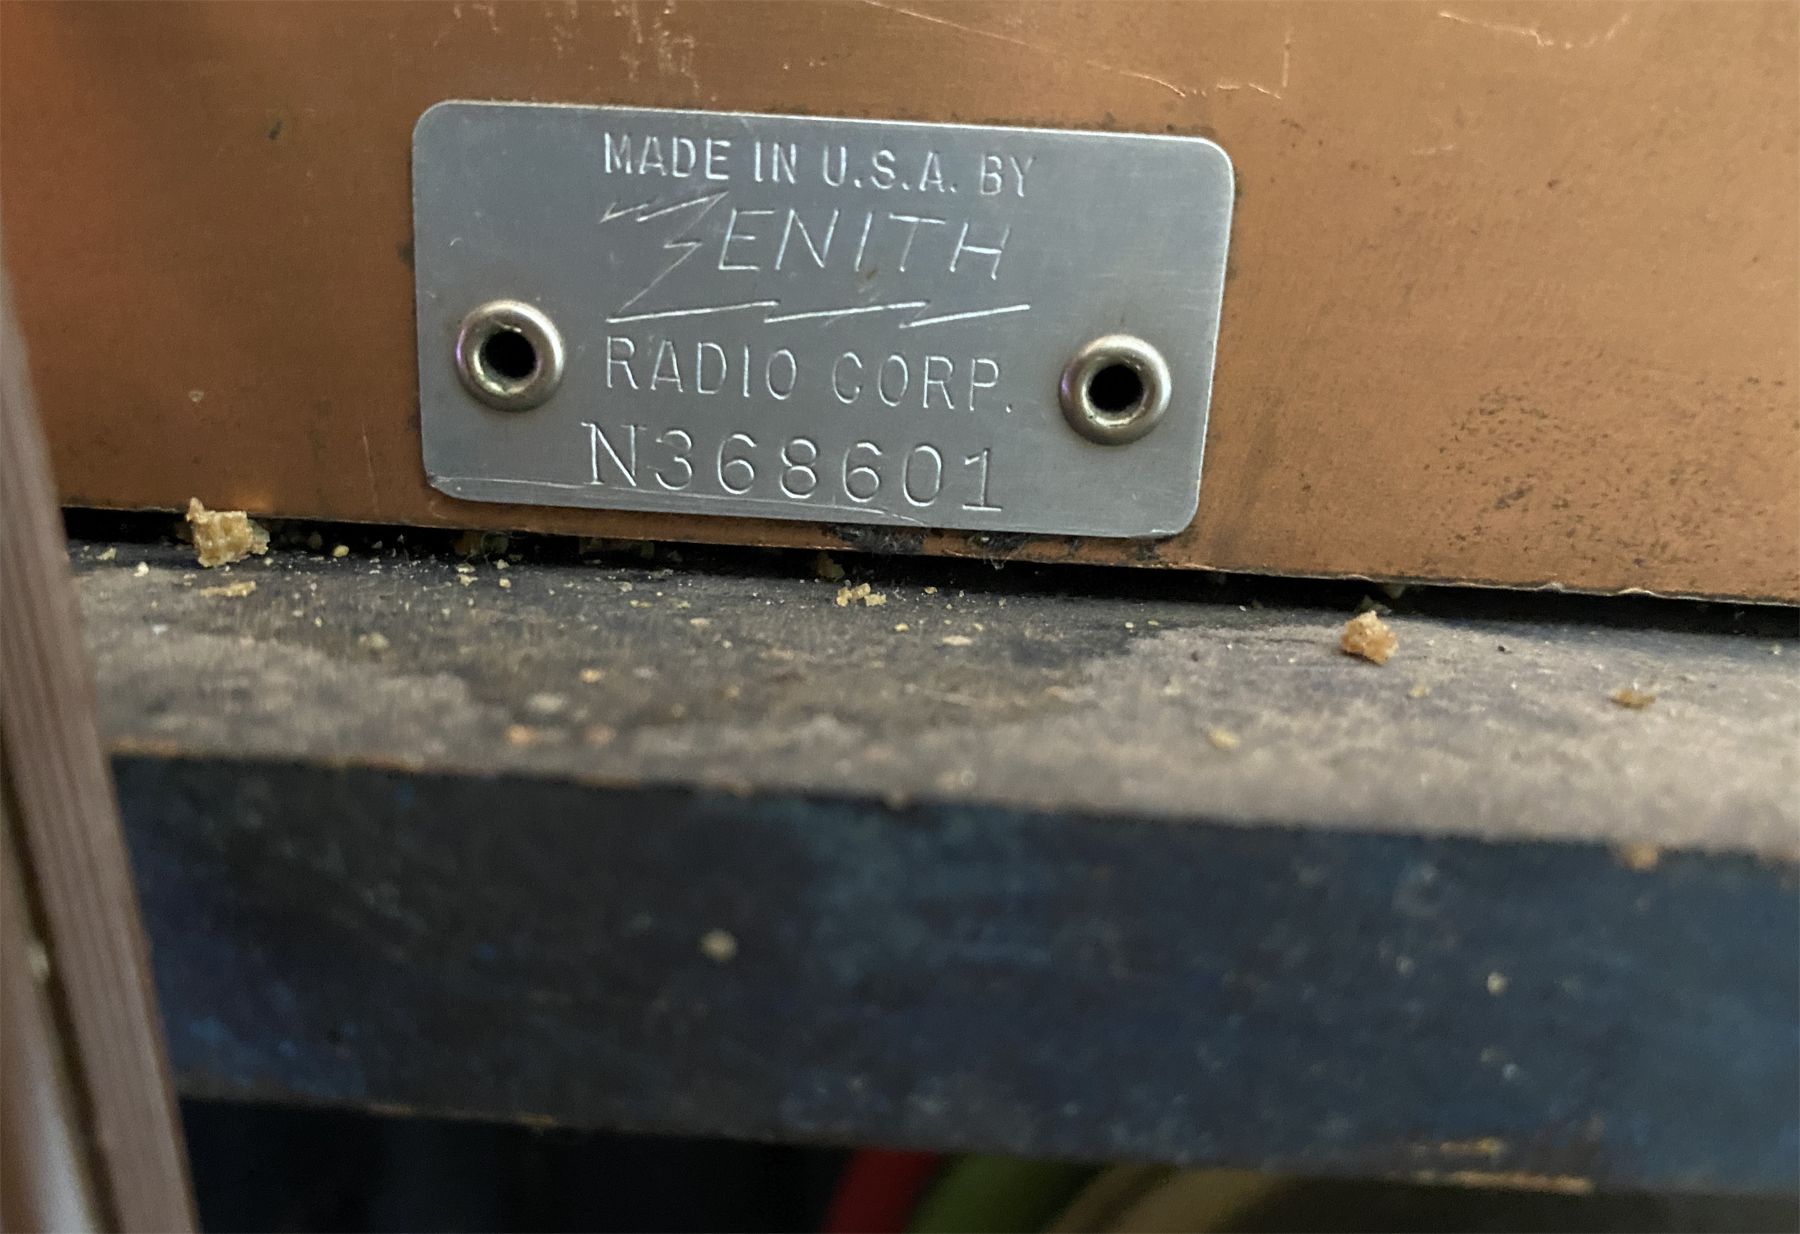 MADE IN U.S.A. BY
ZENITH
RADIO CORP.
N368601